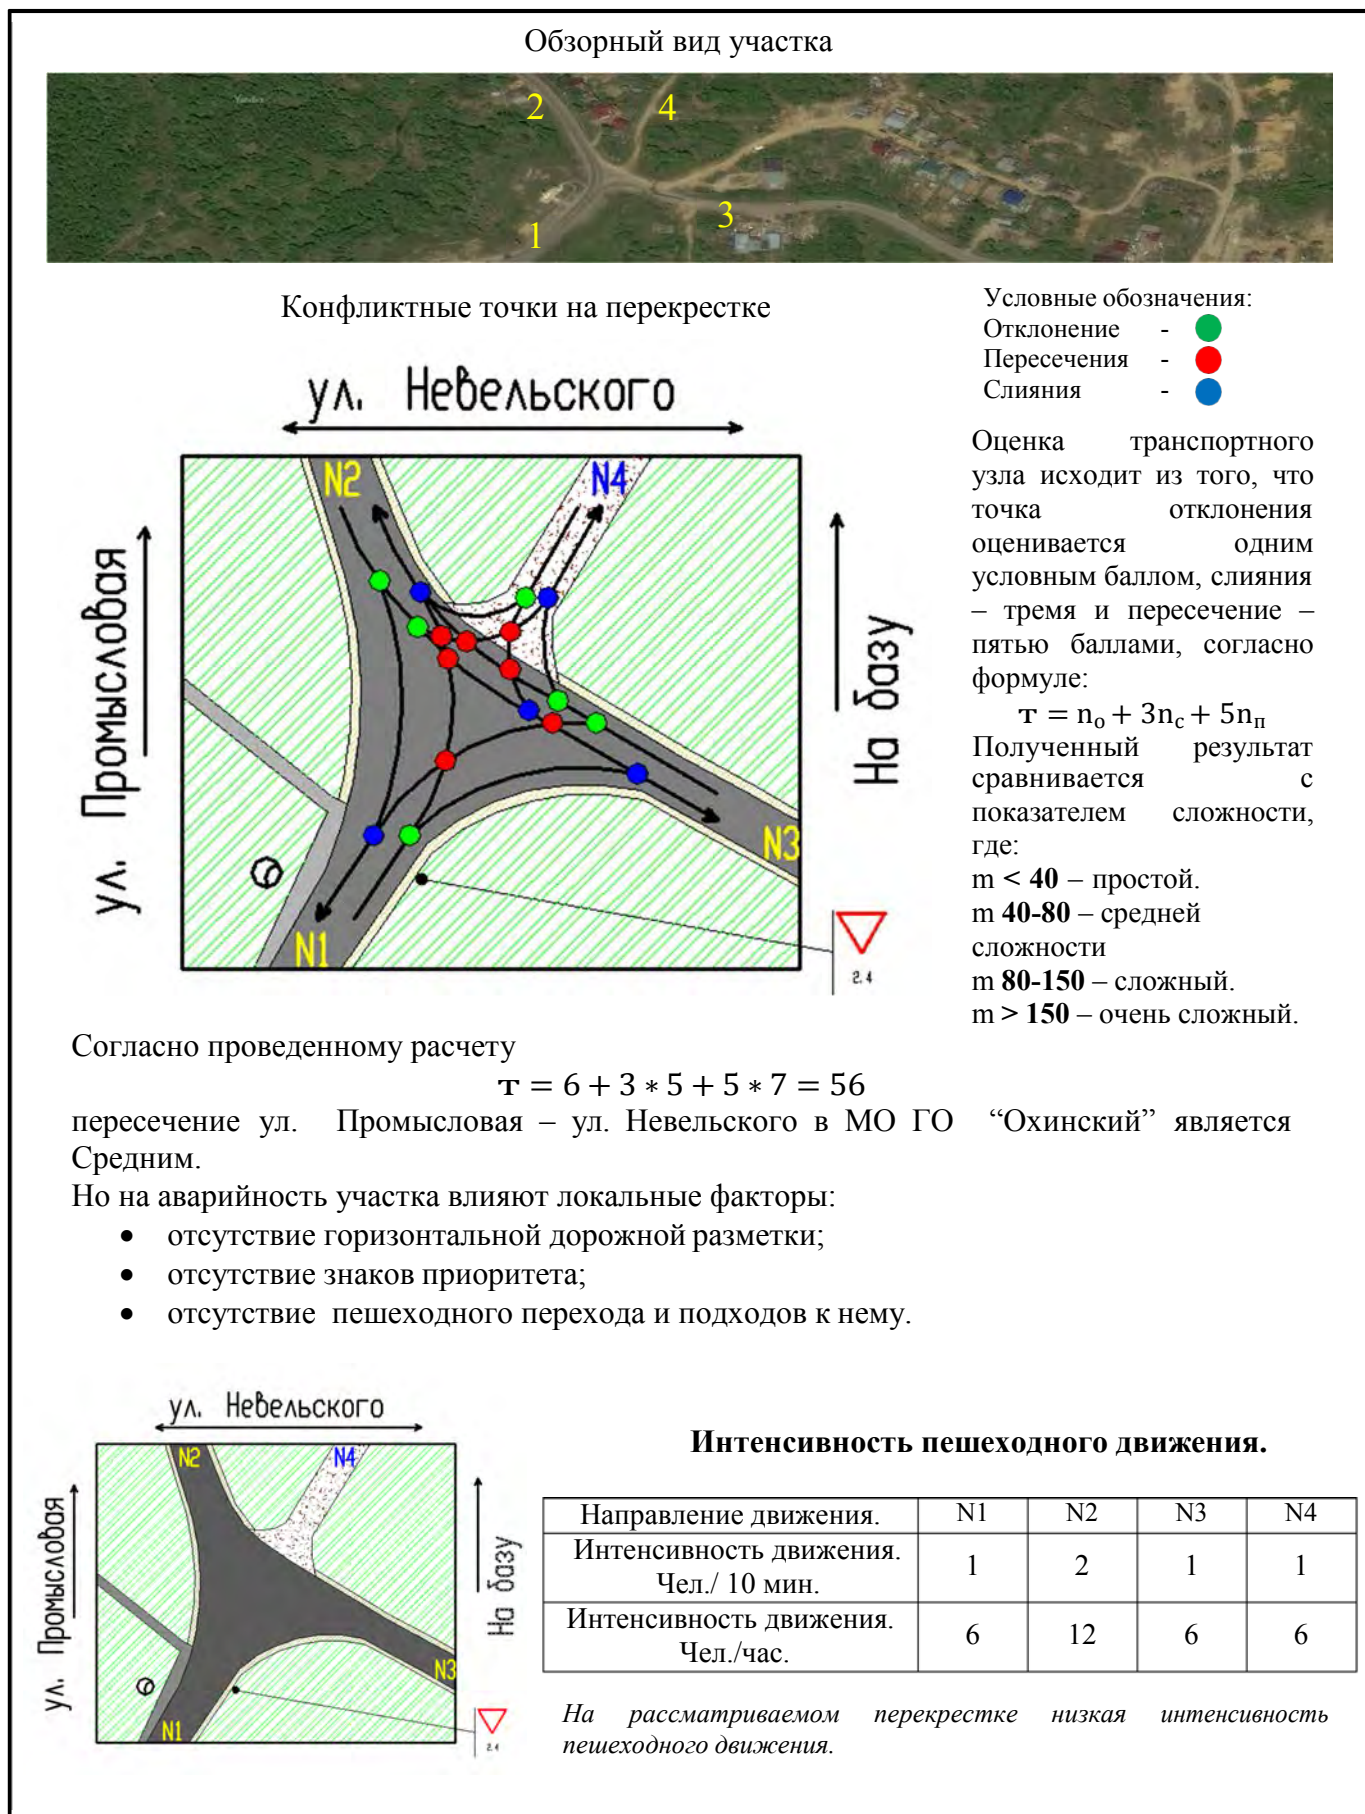 Обзорный вид участка
Yandex
2
4
1
3
Конфликтные точки на перекрестке
Условные обозначения:
Отклонение -
Пересечения -
Слияния -
ул. Невельского
ул. Промысловая
На базу
N2
N4
N3
N1
2.4
Оценка транспортного
узла исходит из того, что
точка отклонения
оценивается одним
условным баллом, слияния
– тремя и пересечение –
пятью баллами, согласно
формуле:
т = nо + 3nс + 5nп
Полученный результат
сравнивается с
показателем сложности,
где:
m < 40 – простой.
m 40-80 – средней
сложности
m 80-150 – сложный.
m > 150 – очень сложный.
Согласно проведенному расчету
т = 6 + 3 * 5 + 5 * 7 = 56
пересечение ул. Промысловая – ул. Невельского в МО ГО “Охинский” является
Средним.
Но на аварийность участка влияют локальные факторы:
• отсутствие горизонтальной дорожной разметки;
• отсутствие знаков приоритета;
• отсутствие пешеходного перехода и подходов к нему.
ул. Невельского
ул. Промысловая
На базу
N2
N4
N3
N1
2.4
Интенсивность пешеходного движения.
Направление движения. N1 N2 N3 N4
Интенсивность движения.
Чел./ 10 мин. 1 2 1 1
Интенсивность движения.
Чел./час. 6 12 6 6
На рассматриваемом перекрестке низкая интенсивность
пешеходного движения.